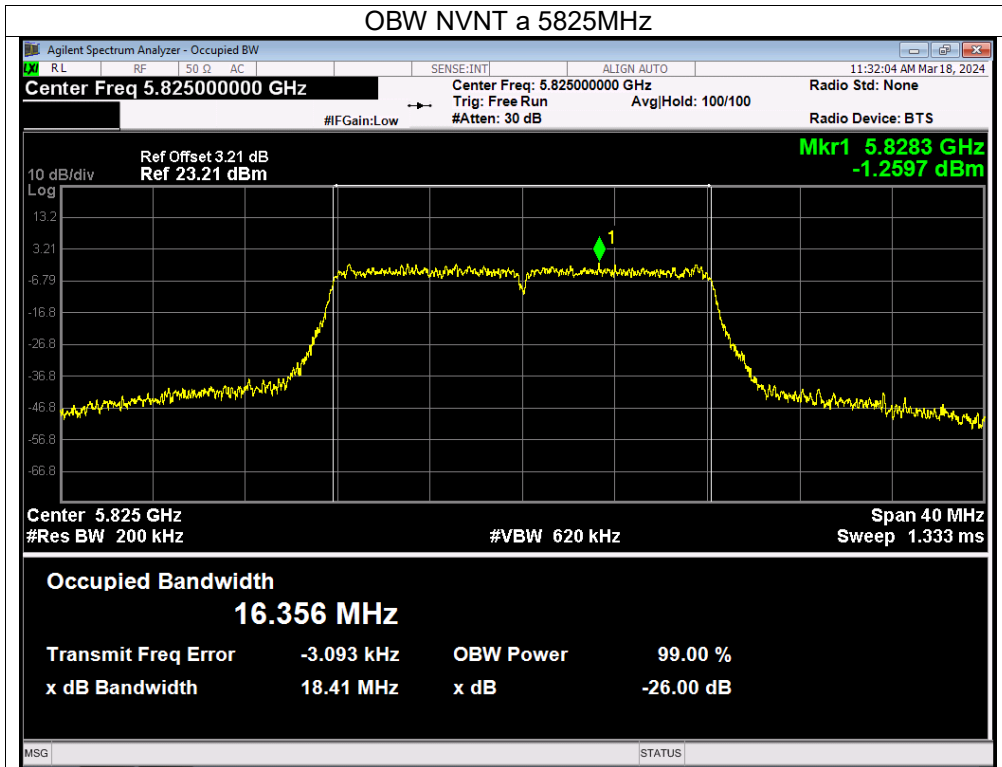 OBW NVNT a 5825MHz
Agilent Spectrum Analyzer - Occupied BW
LXI RL RF 50 Ω AC SENSE:INT ALIGN AUTO 11:32:04 AM Mar 18, 2024
Center Freq 5.825000000 GHz Center Freq: 5.825000000 GHz Radio Std: None
Trig: Free Run Avg|Hold: 100/100
#IFGain:Low #Atten: 30 dB Radio Device: BTS
Mkr1 5.8283 GHz
-1.2597 dBm
Ref Offset 3.21 dB
10 dB/div Ref 23.21 dBm
Log
13.2
1
3.21
-6.79
-16.8
-26.8
-36.8
-46.8
-56.8
-66.8
Center 5.825 GHz Span 40 MHz
#Res BW 200 kHz #VBW 620 kHz Sweep 1.333 ms
Occupied Bandwidth
16.356 MHz
Transmit Freq Error -3.093 kHz OBW Power 99.00 %
x dB Bandwidth 18.41 MHz x dB -26.00 dB
MSG STATUS